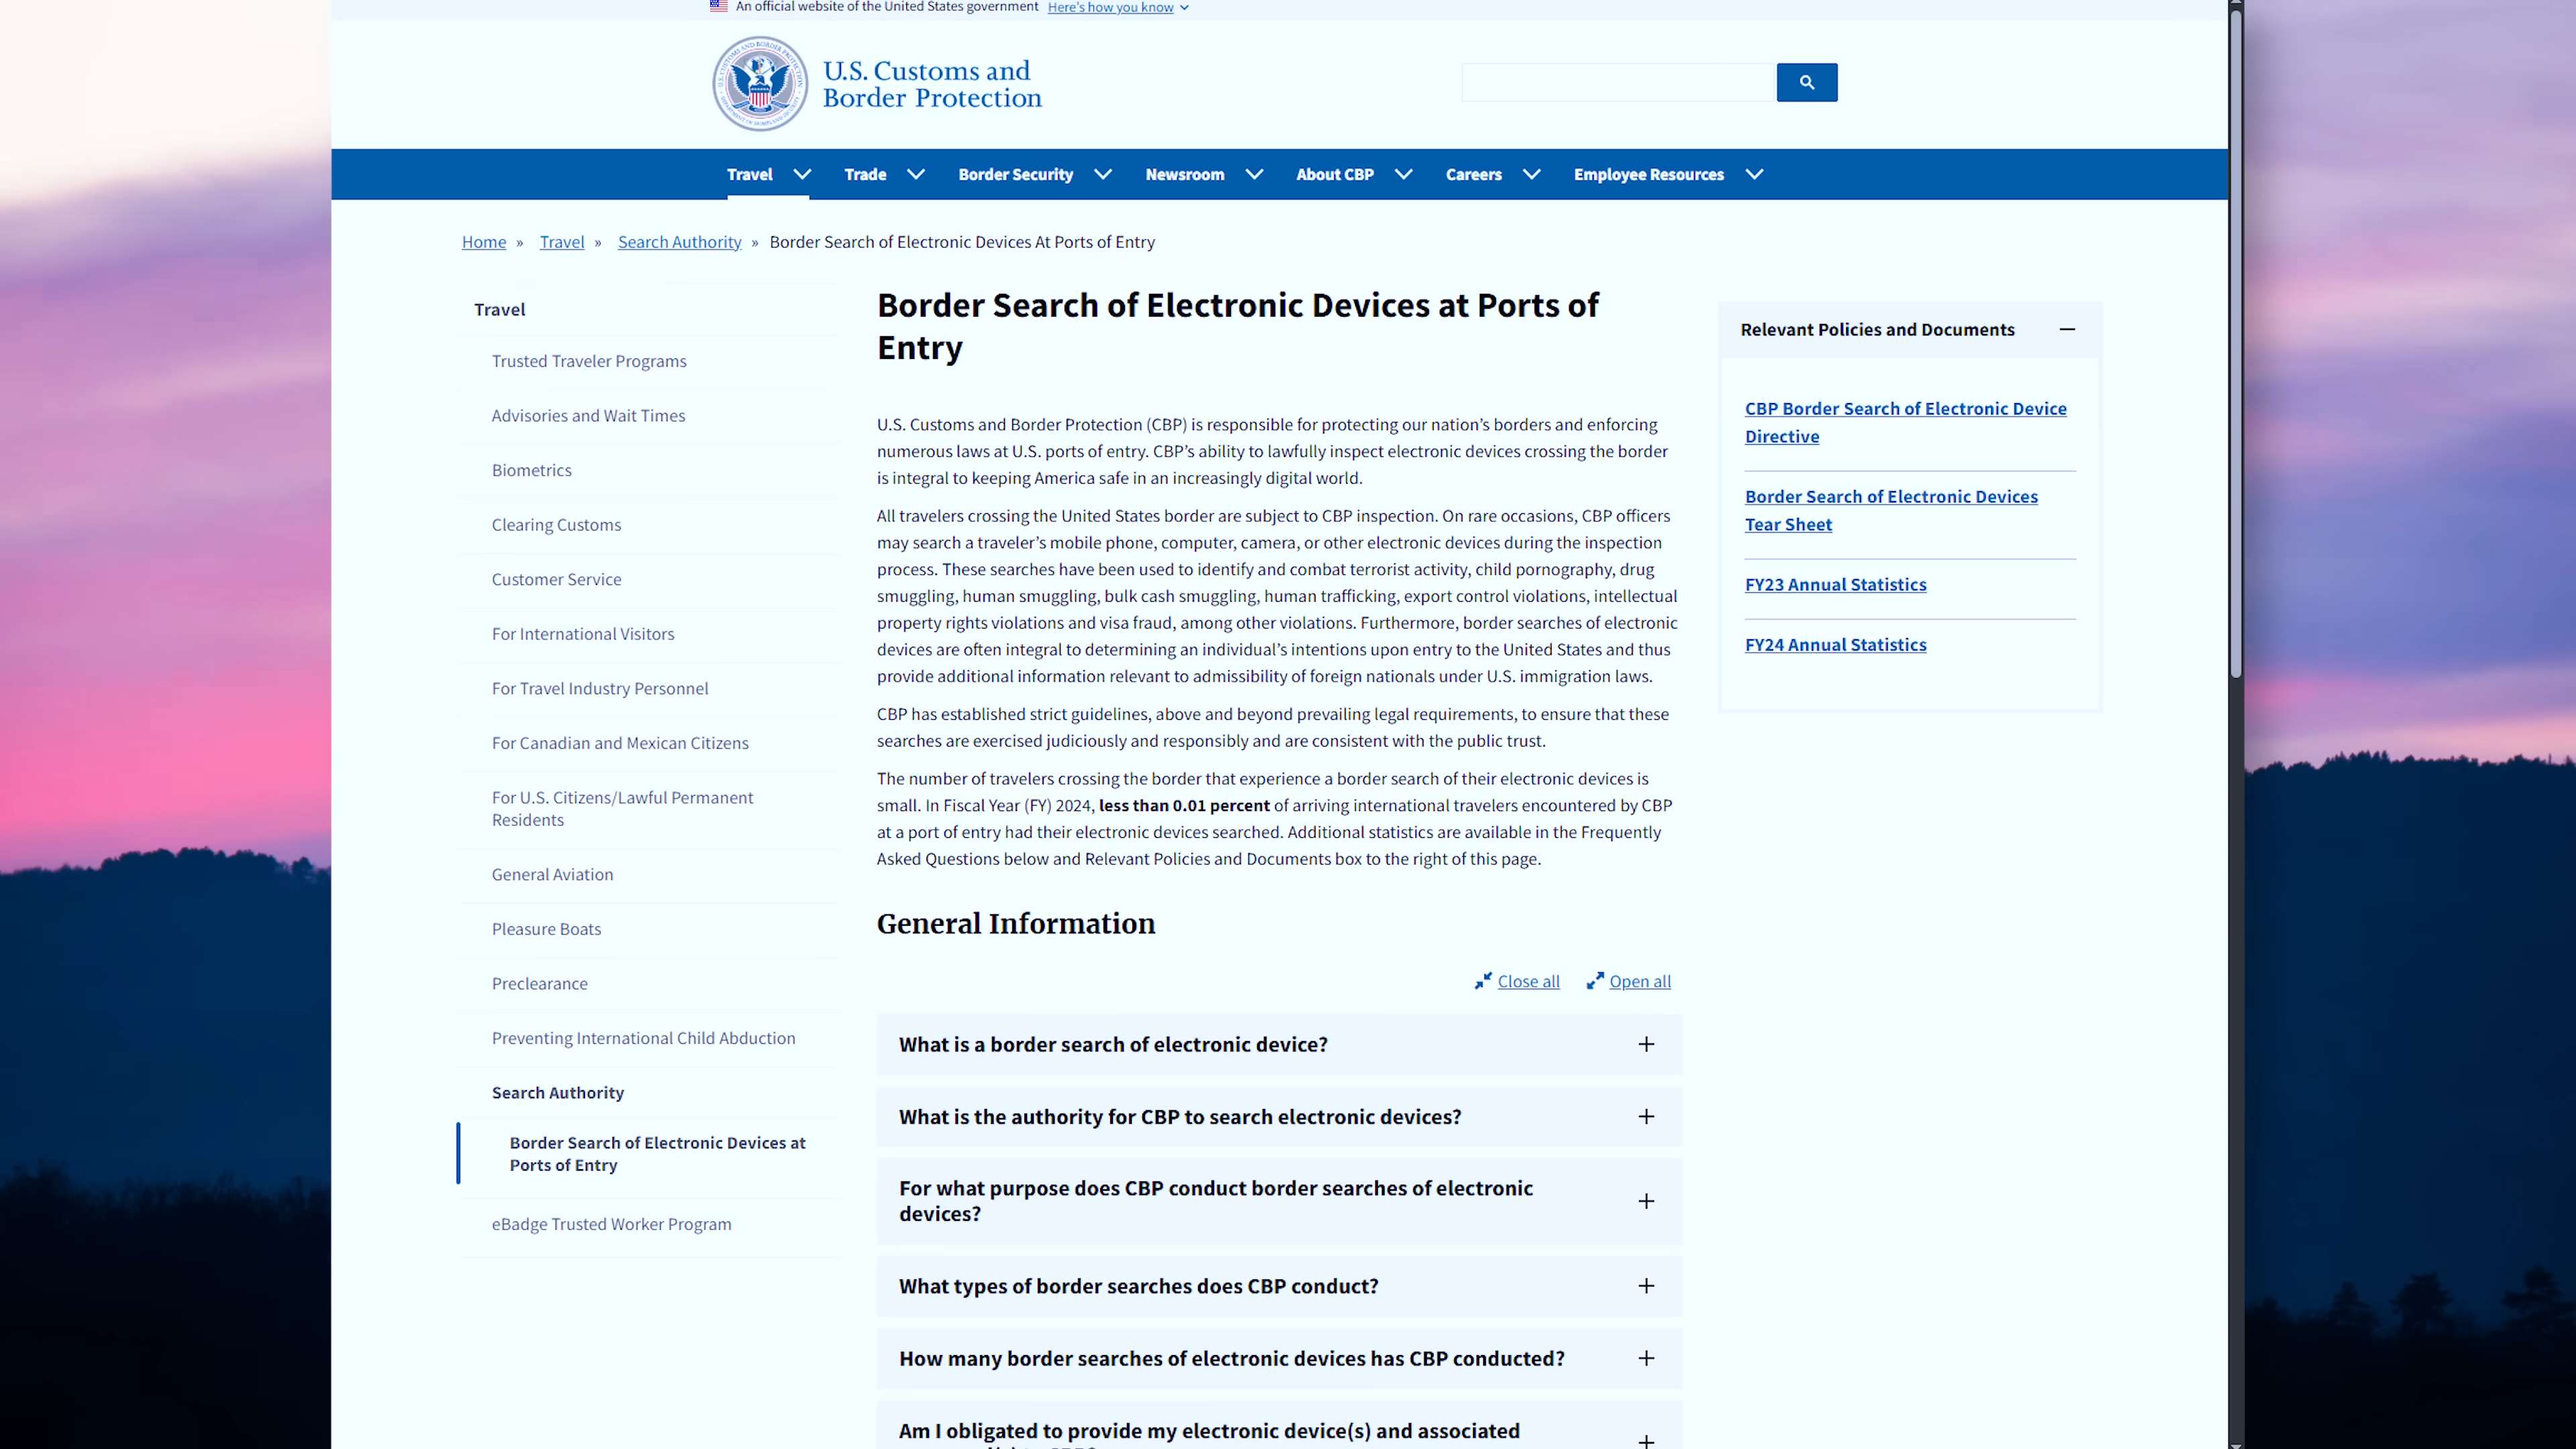 An official website of the United States government Here's how you know
U.S. Customs and
Border Protection
Travel Trade Border Security Newsroom About CBP Careers Employee Resources
Home » Travel » Search Authority » Border Search of Electronic Devices At Ports of Entry
Travel
Trusted Traveler Programs
Advisories and Wait Times
Biometrics
Clearing Customs
Customer Service
For International Visitors
For Travel Industry Personnel
For Canadian and Mexican Citizens
For U.S. Citizens/Lawful Permanent
Residents
General Aviation
Pleasure Boats
Preclearance
Preventing International Child Abduction
Search Authority
Border Search of Electronic Devices at
Ports of Entry
eBadge Trusted Worker Program
Border Search of Electronic Devices at Ports of
Entry
U.S. Customs and Border Protection (CBP) is responsible for protecting our nation’s borders and enforcing
numerous laws at U.S. ports of entry. CBP’s ability to lawfully inspect electronic devices crossing the border
is integral to keeping America safe in an increasingly digital world.
All travelers crossing the United States border are subject to CBP inspection. On rare occasions, CBP officers
may search a traveler’s mobile phone, computer, camera, or other electronic devices during the inspection
process. These searches have been used to identify and combat terrorist activity, child pornography, drug
smuggling, human smuggling, bulk cash smuggling, human trafficking, export control violations, intellectual
property rights violations and visa fraud, among other violations. Furthermore, border searches of electronic
devices are often integral to determining an individual’s intentions upon entry to the United States and thus
provide additional information relevant to admissibility of foreign nationals under U.S. immigration laws.
CBP has established strict guidelines, above and beyond prevailing legal requirements, to ensure that these
searches are exercised judiciously and responsibly and are consistent with the public trust.
The number of travelers crossing the border that experience a border search of their electronic devices is
small. In Fiscal Year (FY) 2024, less than 0.01 percent of arriving international travelers encountered by CBP
at a port of entry had their electronic devices searched. Additional statistics are available in the Frequently
Asked Questions below and Relevant Policies and Documents box to the right of this page.
General Information
Close all Open all
What is a border search of electronic device?
What is the authority for CBP to search electronic devices?
For what purpose does CBP conduct border searches of electronic
devices?
What types of border searches does CBP conduct?
How many border searches of electronic devices has CBP conducted?
Am I obligated to provide my electronic device(s) and associated
Relevant Policies and Documents
CBP Border Search of Electronic Device
Directive
Border Search of Electronic Devices
Tear Sheet
FY23 Annual Statistics
FY24 Annual Statistics